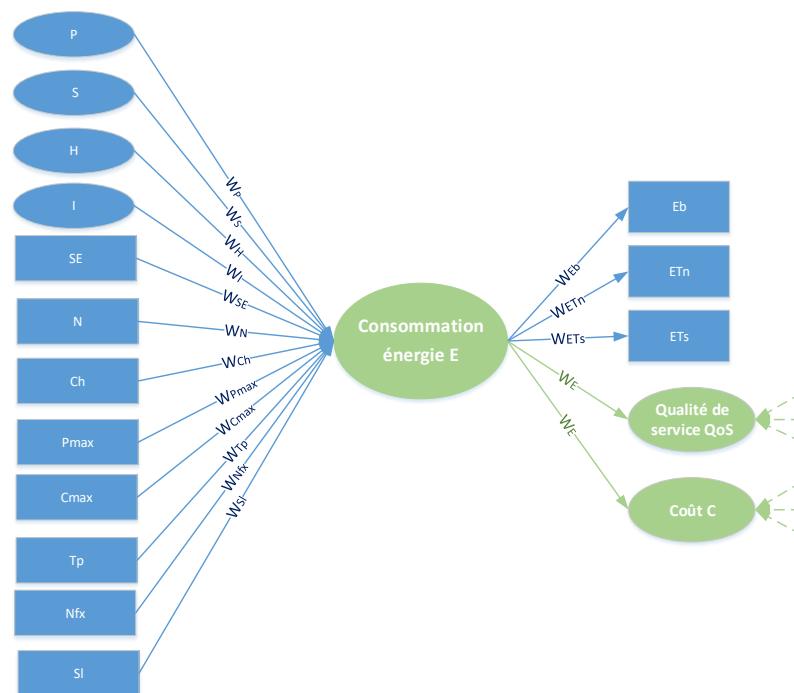 P
S
H
I
SE
N
Ch
Pmax
Cmax
Tp
Nfx
Sl
WP
WS
WH
WI
WSE
WN
WCh
WPmax
WCmax
WTp
WNfx
WSl
Consommation
énergie E
WEb
WETn
WETs
WE
WE
Eb
ETn
ETs
Qualité de
service QoS
Coût C